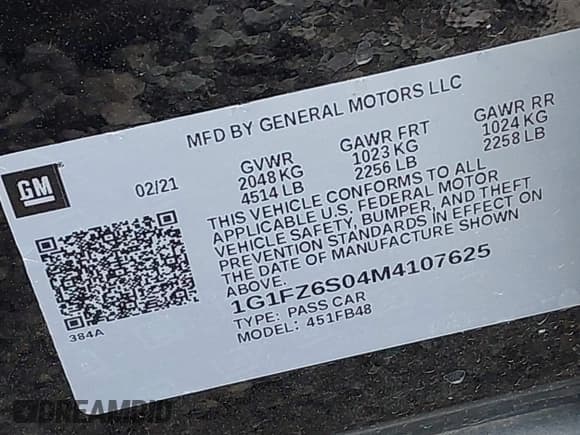 MFD BY GENERAL MOTORS LLC
GM
02/21
GVWR
2048 KG
4514 LB
GAWR FRT
1023 KG
2256 LB
GAWR RR
1024 KG
2258 LB
THIS VEHICLE CONFORMS TO ALL
APPLICABLE U.S. FEDERAL MOTOR
VEHICLE SAFETY, BUMPER, AND THEFT
PREVENTION STANDARDS IN EFFECT ON
THE DATE OF MANUFACTURE SHOWN
ABOVE.
1G1FZ6S04M4107625
TYPE: PASS CAR
MODEL: 451FB48
384A
DREAMBID